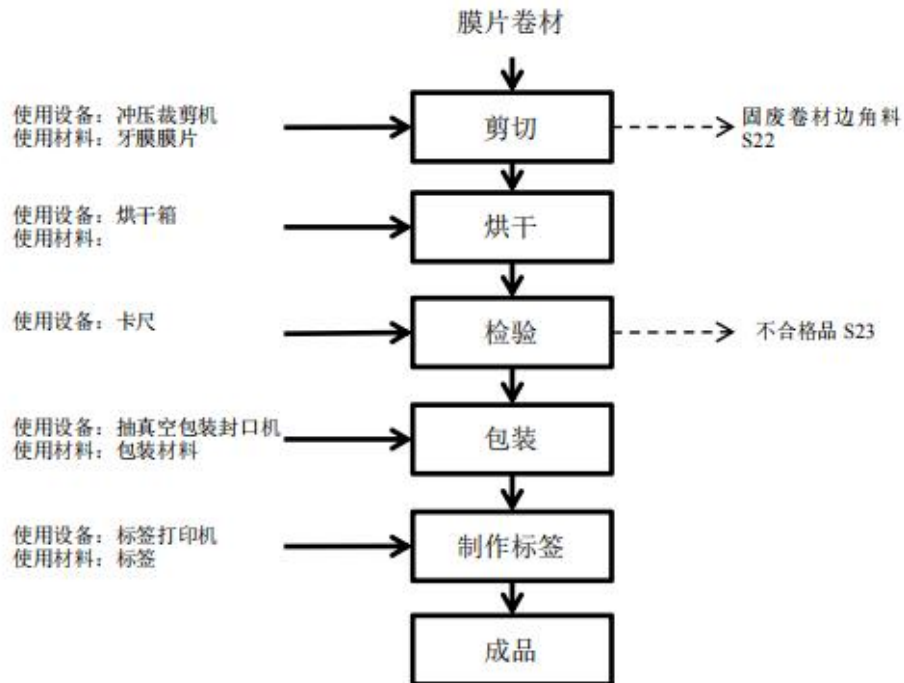 膜片卷材
使用设备：冲压裁剪机
使用材料：牙膜膜片
剪切
固废卷材边角料
S22
使用设备：烘干箱
使用材料：
烘干
使用设备：卡尺
检验
不合格品 S23
使用设备：抽真空包装封口机
使用材料：包装材料
包装
使用设备：标签打印机
使用材料：标签
制作标签
成品